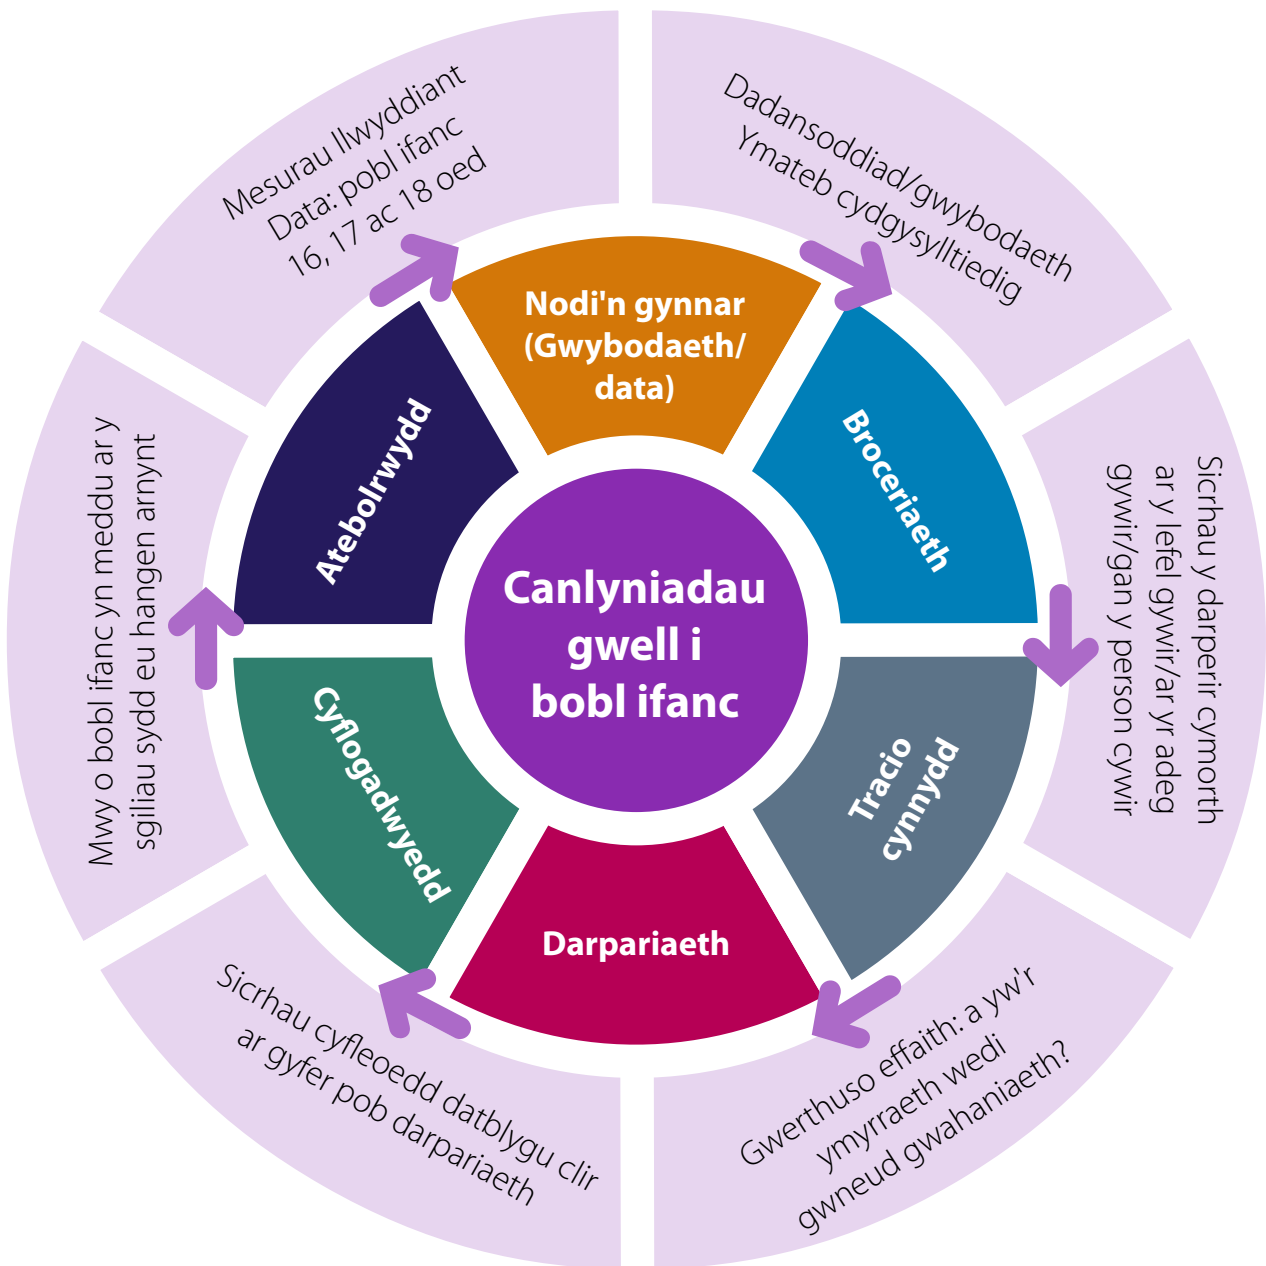 Canlyniadau
gwell i
bobl ifanc
Nodi'n gynnar
(Gwybodaeth/
data)
Broceriaeth
Tracio
cynnydd
Darpariaeth
Cyflogadwyedd
Atebolrwydd
Dadansoddiad/gwybodaeth
Ymateb cydgysylltiedig
Sicrhau y darperir cymorth
ar y lefel gywir/ar yr adeg
gywir/gan y person cywir
Gwerthuso effaith: a yw'r
ymyrraeth wedi
gwneud gwahaniaeth?
Sicrhau cyfleoedd datblygu clir
ar gyfer pob darpariaeth
Mwy o bobl ifanc yn meddu ar y
sgiliau sydd eu hangen arnynt
Mesurau llwyddiant
Data: pobl ifanc
16, 17 ac 18 oed